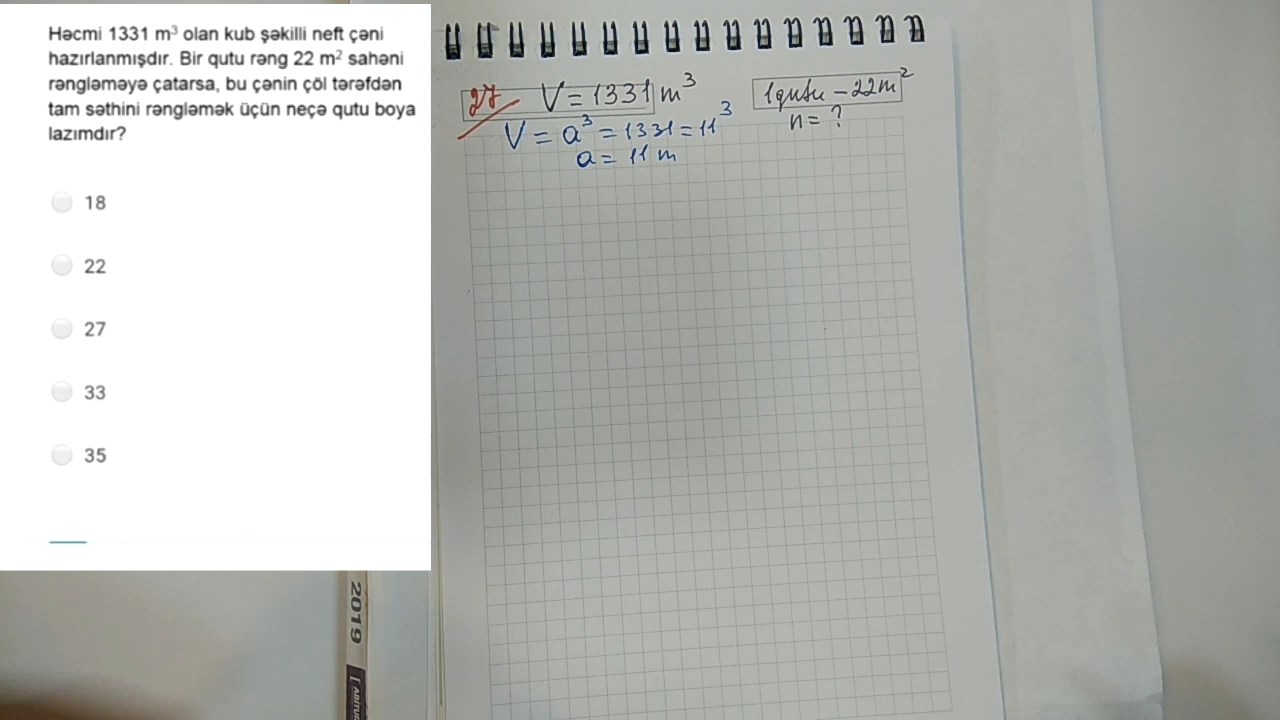 Həcmi 1331 m³ olan kub şəkilli neft çəni
hazırlanmışdır. Bir qutu rəng 22 m² sahəni
rəngləməyə çatarsa, bu çənin çöl tərəfdən
tam səthini rəngləmək üçün neçə qutu boya
lazımdır?
18
22
27
33
35
27 V = 1331 m³
1 qutu – 22m²
n = ?
V = a³ = 1331 = 11³
a = 11 m
2019